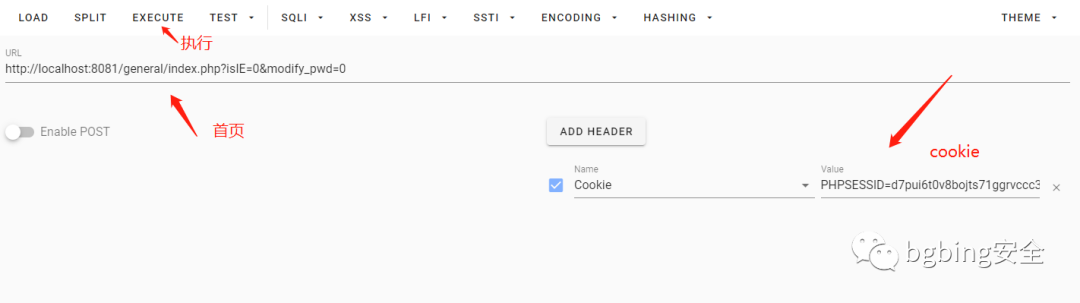 LOAD SPLIT EXECUTE TEST SQLI XSS LFI SSTI ENCODING HASHING THEME
执行
URL
http://localhost:8081/general/index.php?isIE=0&modify_pwd=0
首页
Enable POST
ADD HEADER
cookie
Name Value
Cookie PHPSESSID=d7pui6t0v8bojts71ggrvccc3
bgbing安全